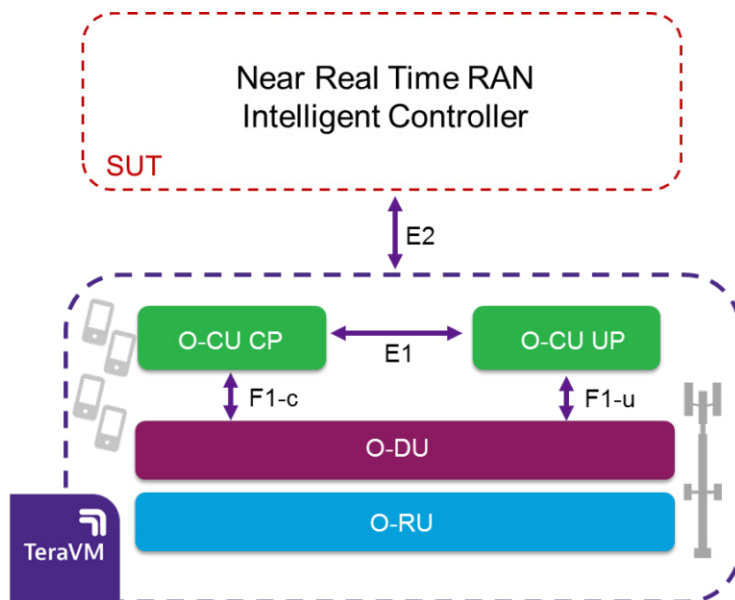 Near Real Time RAN
Intelligent Controller
SUT
E2
O-CU CP
E1
O-CU UP
F1-c
F1-u
O-DU
O-RU
TeraVM